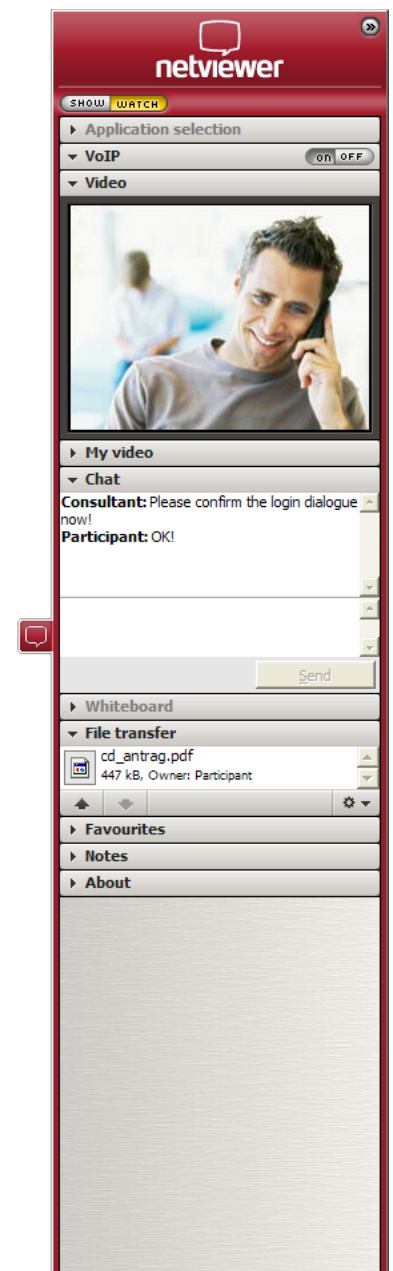 netviewer
SHOW WATCH
Application selection
VoIP on OFF
Video
My video
Chat
Consultant: Please confirm the login dialogue
now!
Participant: OK!
Send
Whiteboard
File transfer
cd_antrag.pdf
447 kB, Owner: Participant
Favourites
Notes
About